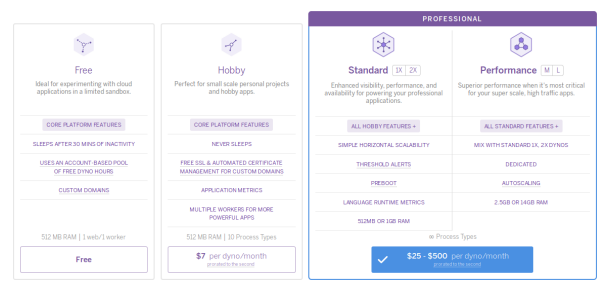 PROFESSIONAL
Free
Ideal for experimenting with cloud
applications in a limited sandbox.
CORE PLATFORM FEATURES
SLEEPS AFTER 30 MINS OF INACTIVITY
USES AN ACCOUNT-BASED POOL
OF FREE DYNO HOURS
CUSTOM DOMAINS
512 MB RAM | 1 web/1 worker
Free
Hobby
Perfect for small scale personal projects
and hobby apps.
CORE PLATFORM FEATURES
NEVER SLEEPS
FREE SSL & AUTOMATED CERTIFICATE
MANAGEMENT FOR CUSTOM DOMAINS
APPLICATION METRICS
MULTIPLE WORKERS FOR MORE
POWERFUL APPS
512 MB RAM | 10 Process Types
$7 per dyno/month
prorated to the second
Standard 1X 2X
Enhanced visibility, performance, and
availability for powering your professional
applications.
ALL HOBBY FEATURES +
SIMPLE HORIZONTAL SCALABILITY
THRESHOLD ALERTS
PREBOOT
LANGUAGE RUNTIME METRICS
512MB OR 1GB RAM
Performance M L
Superior performance when it's most critical
for your super scale, high traffic apps.
ALL STANDARD FEATURES +
MIX WITH STANDARD 1X, 2X DYNOS
DEDICATED
AUTOSCALING
2.5GB OR 14GB RAM
∞ Process Types
$25 - $500 per dyno/month
prorated to the second